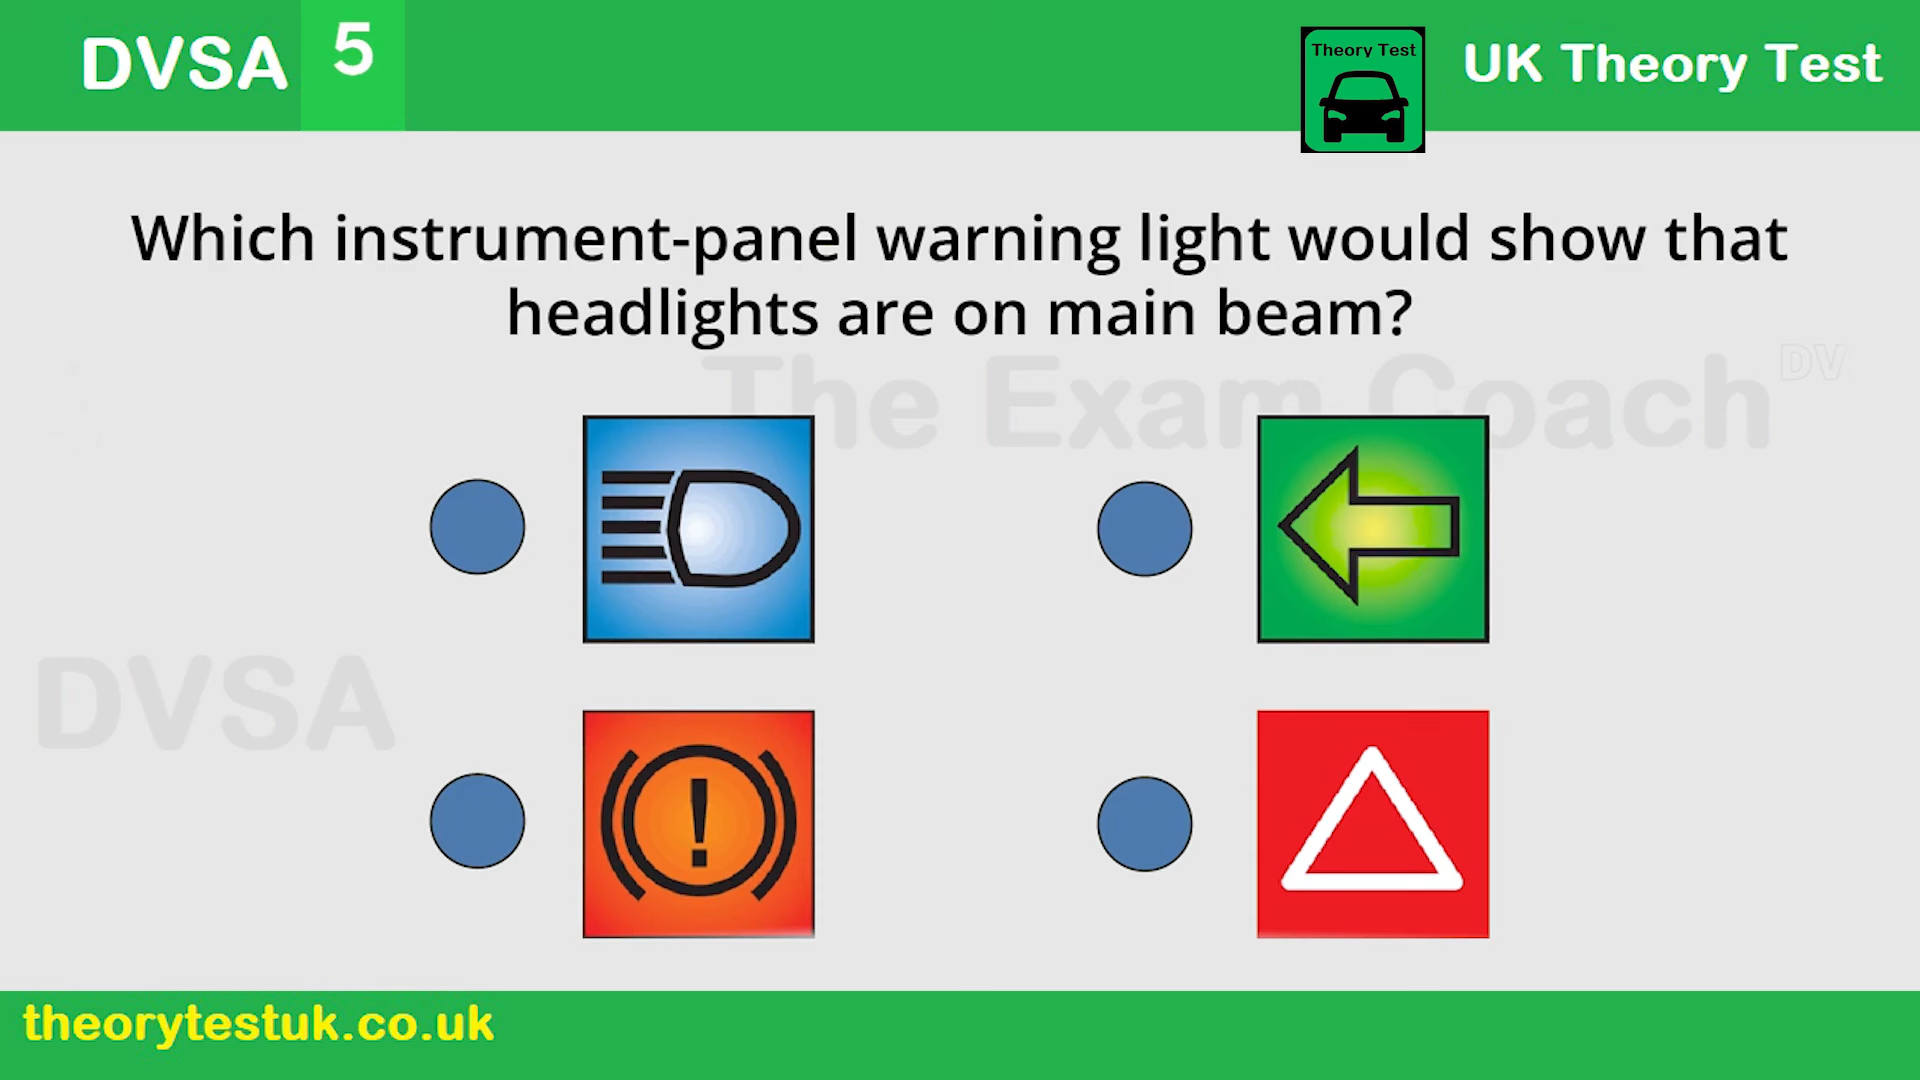 DVSA
5
Theory Test
UK Theory Test
Which instrument-panel warning light would show that
headlights are on main beam?
The Exam Coach
DV
DVSA
!
theorytestuk.co.uk